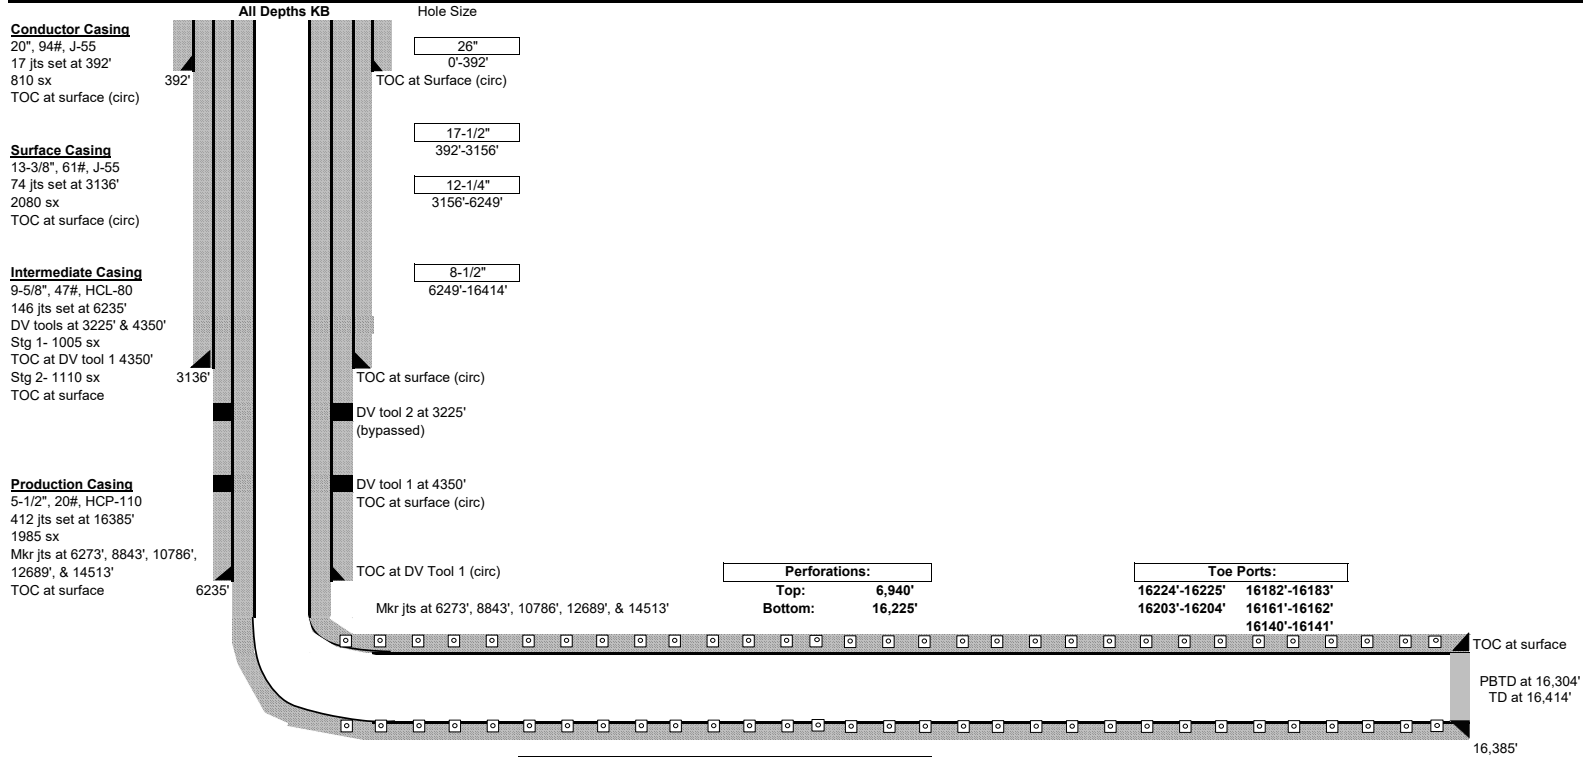 All Depths KB
Hole Size
Conductor Casing
20", 94#, J-55
17 jts set at 392'
810 sx
TOC at surface (circ)
392'
TOC at Surface (circ)
26"
0'-392'
17-1/2"
392'-3156'
Surface Casing
13-3/8", 61#, J-55
74 jts set at 3136'
2080 sx
TOC at surface (circ)
12-1/4"
3156'-6249'
Intermediate Casing
9-5/8", 47#, HCL-80
146 jts set at 6235'
DV tools at 3225' & 4350'
Stg 1- 1005 sx
TOC at DV tool 1 4350'
Stg 2- 1110 sx
TOC at surface
8-1/2"
6249'-16414'
3136'
TOC at surface (circ)
DV tool 2 at 3225'
(bypassed)
Production Casing
5-1/2", 20#, HCP-110
412 jts set at 16385'
1985 sx
Mkr jts at 6273', 8843', 10786',
12689', & 14513'
TOC at surface
DV tool 1 at 4350'
TOC at surface (circ)
TOC at DV Tool 1 (circ)
6235'
Mkr jts at 6273', 8843', 10786', 12689', & 14513'
Perforations:
Top: 6,940'
Bottom: 16,225'
Toe Ports:
16224'-16225' 16182'-16183'
16203'-16204' 16161'-16162'
16140'-16141'
TOC at surface
PBTD at 16,304'
TD at 16,414'
16,385'